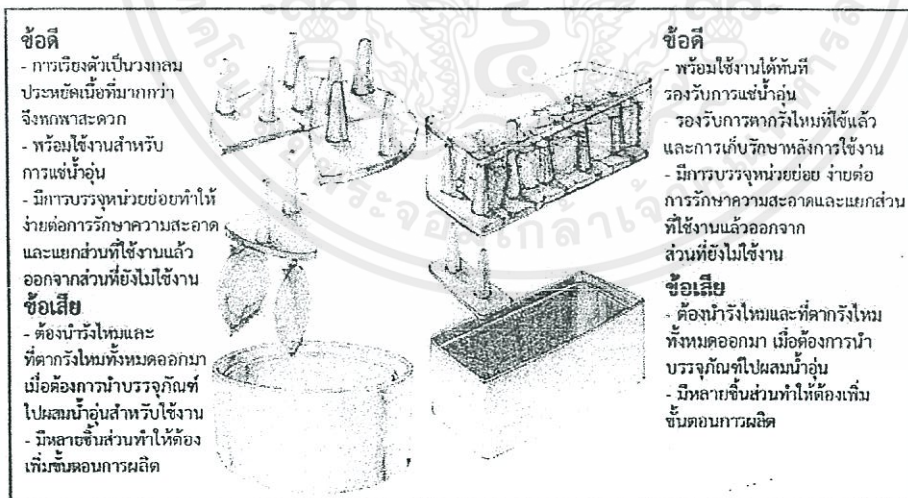 ข้อดี
- การเรียงตัวเป็นวงกลม
ประหยัดเนื้อที่มากกว่า
จึงพกพาสะดวก
- พร้อมใช้งานสำหรับ
การแช่น้ำอุ่น
- มีการบรรจุหน่วยย่อยทำให้
ง่ายต่อการรักษาความสะอาด
และแยกส่วนที่ใช้งานแล้ว
ออกจากส่วนที่ยังไม่ใช้งาน
ข้อเสีย
- ต้องนำรังไหมและ
ที่ตากรังไหมทั้งหมดออกมา
เมื่อต้องการนำบรรจุภัณฑ์
ไปผสมน้ำอุ่นสำหรับใช้งาน
- มีหลายชิ้นส่วนทำให้ต้อง
เพิ่มขั้นตอนการผลิต
ข้อดี
- พร้อมใช้งานได้ทันที
รองรับการแช่น้ำอุ่น
- รองรับการตากรังไหมที่ใช้แล้ว
และการเก็บรักษาหลังการใช้งาน
- มีการบรรจุหน่วยย่อย ง่ายต่อ
การรักษาความสะอาดและแยกส่วน
ที่ใช้งานแล้วออกจาก
ส่วนที่ยังไม่ใช้งาน
ข้อเสีย
- ต้องนำรังไหมและที่ตากรังไหม
ทั้งหมดออกมา เมื่อต้องการนำ
บรรจุภัณฑ์ไปผสมน้ำอุ่น
- มีหลายชิ้นส่วนทำให้ต้องเพิ่ม
ขั้นตอนการผลิต